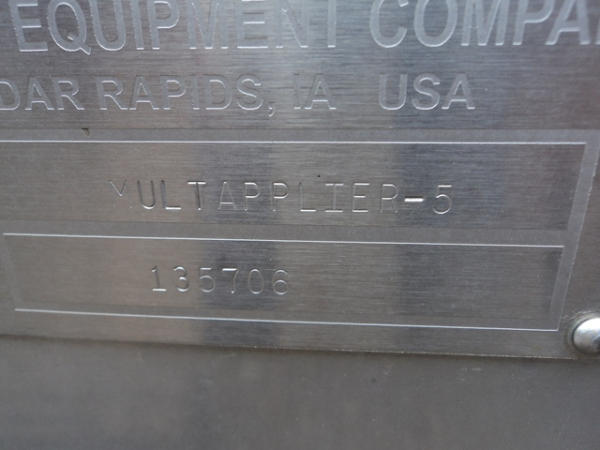 EQUIPMENT COMPA
DAR RAPIDS, IA USA
MULTAPPLIER-5
135706